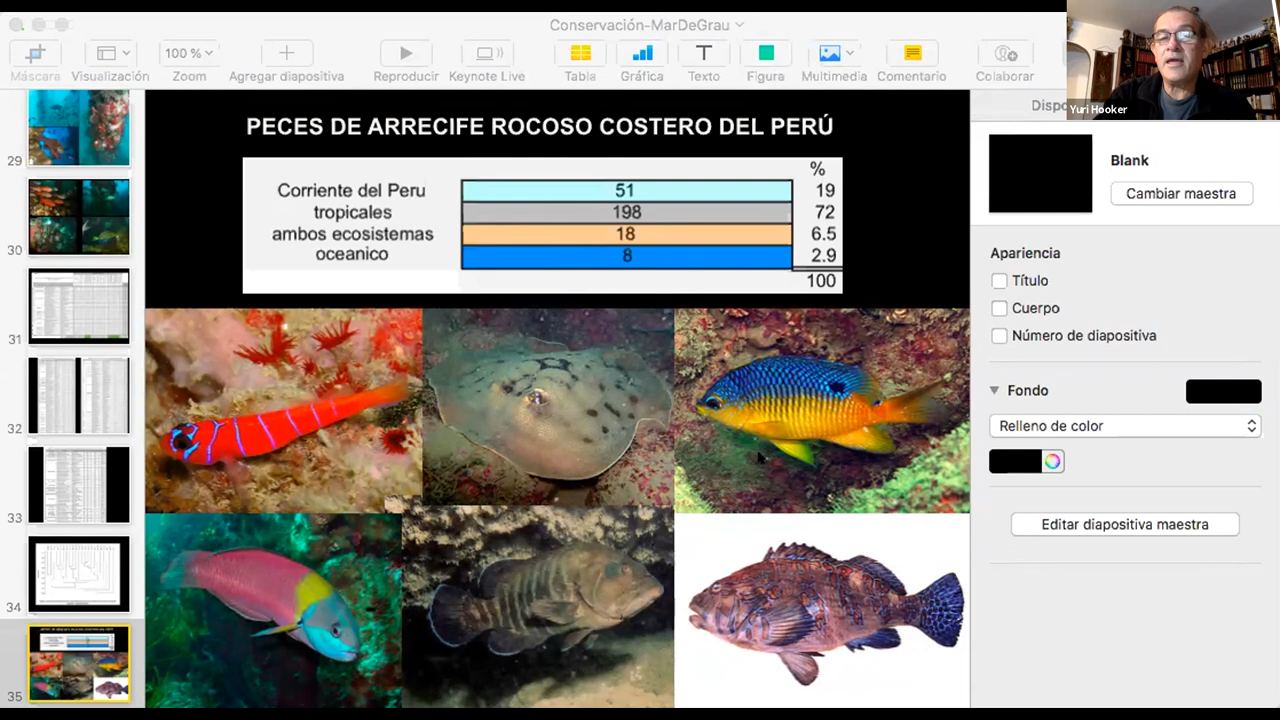 Conservación-MarDeGrau
Máscara
Visualización
100 %
Zoom
Agregar diapositiva
Reproducir
Keynote Live
Tabla
Gráfica
Texto
Figura
Multimedia
Comentario
Colaborar
Yuri Hooker
29
30
31
32
33
34
35
PECES DE ARRECIFE ROCOSO COSTERO DEL PERÚ
%
Corriente del Peru 51 19
tropicales 198 72
ambos ecosistemas 18 6.5
oceanico 8 2.9
100
Blank
Cambiar maestra
Apariencia
Título
Cuerpo
Número de diapositiva
Fondo
Relleno de color
Editar diapositiva maestra